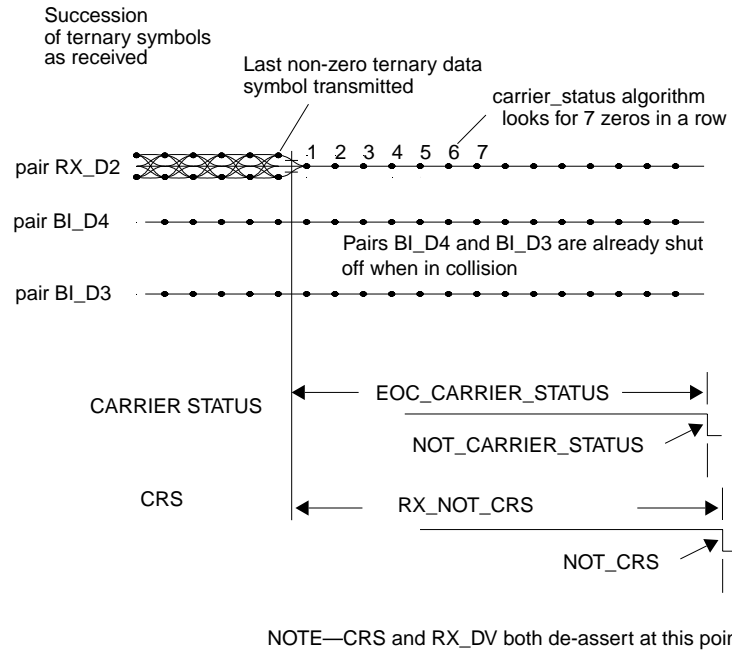 Succession
of ternary symbols
as received
Last non-zero ternary data
symbol transmitted
carrier_status algorithm
looks for 7 zeros in a row
1 2 3 4 5 6 7
pair RX_D2
pair BI_D4
Pairs BI_D4 and BI_D3 are already shut
off when in collision
pair BI_D3
EOC_CARRIER_STATUS
CARRIER STATUS
NOT_CARRIER_STATUS
CRS
RX_NOT_CRS
NOT_CRS
NOTE—CRS and RX_DV both de-assert at this poin